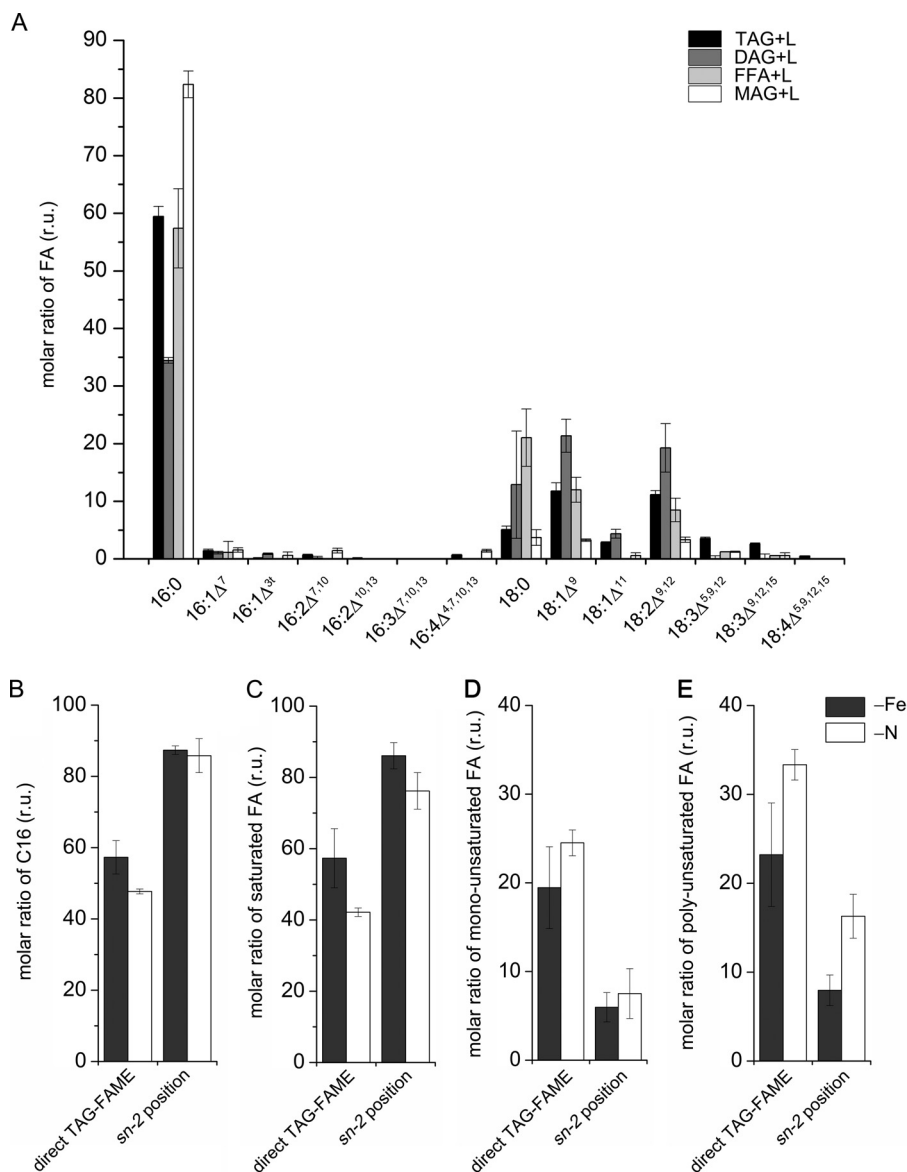 A
molar ratio of FA (r.u.)
90
80
70
60
50
40
30
20
10
0
TAG+L
DAG+L
FFA+L
MAG+L
16:0
16:1Δ⁷
16:1Δ³ᵗ
16:2Δ⁷,¹⁰
16:2Δ¹⁰,¹³
16:3Δ⁷,¹⁰,¹³
16:4Δ⁴,⁷,¹⁰,¹³
18:0
18:1Δ⁹
18:1Δ¹¹
18:2Δ⁹,¹²
18:3Δ⁵,⁹,¹²
18:3Δ⁹,¹²,¹⁵
18:4Δ⁵,⁹,¹²,¹⁵
B
molar ratio of C16 (r.u.)
100
80
60
40
20
0
direct TAG-FAME
sn-2 position
C
molar ratio of saturated FA (r.u.)
100
80
60
40
20
0
direct TAG-FAME
sn-2 position
D
molar ratio of mono-unsaturated FA (r.u.)
40
30
20
10
0
direct TAG-FAME
sn-2 position
E
molar ratio of poly-unsaturated FA (r.u.)
40
30
20
10
0
–Fe
–N
direct TAG-FAME
sn-2 position